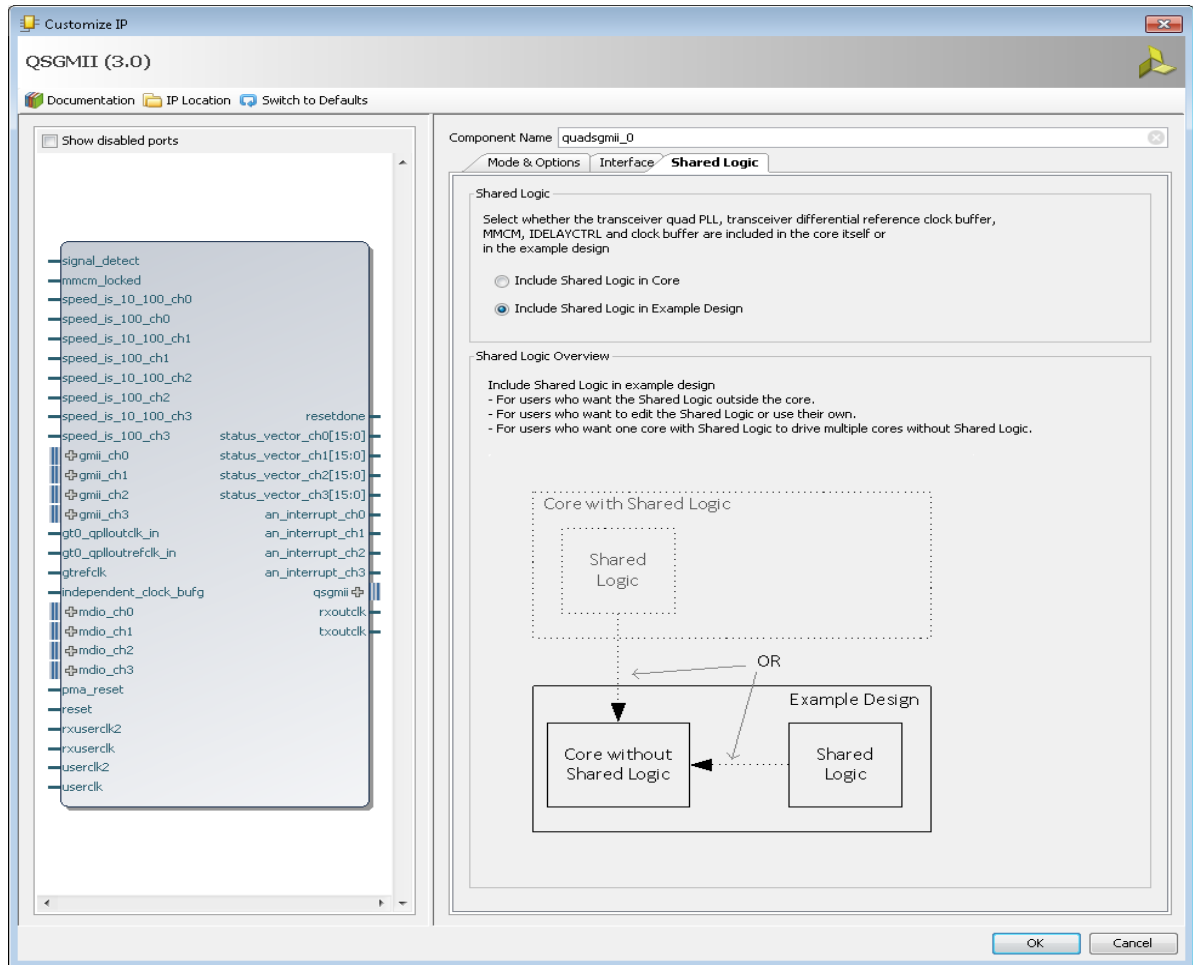 Customize IP
QSGMII (3.0)
Documentation IP Location Switch to Defaults
Show disabled ports
signal_detect
mmcm_locked
speed_is_10_100_ch0
speed_is_100_ch0
speed_is_10_100_ch1
speed_is_100_ch1
speed_is_10_100_ch2
speed_is_100_ch2
speed_is_10_100_ch3 resetdone
speed_is_100_ch3 status_vector_ch0[15:0]
gmii_ch0 status_vector_ch1[15:0]
gmii_ch1 status_vector_ch2[15:0]
gmii_ch2 status_vector_ch3[15:0]
gmii_ch3 an_interrupt_ch0
gt0_qplloutclk_in an_interrupt_ch1
gt0_qplloutrefclk_in an_interrupt_ch2
gtrefclk an_interrupt_ch3
independent_clock_bufg qsgmii
mdio_ch0 rxoutclk
mdio_ch1 txoutclk
mdio_ch2
mdio_ch3
pma_reset
reset
rxuserclk2
rxuserclk
userclk2
userclk
Component Name quadsgmii_0
Mode & Options Interface Shared Logic
Shared Logic
Select whether the transceiver quad PLL, transceiver differential reference clock buffer,
MMCM, IDELAYCTRL and clock buffer are included in the core itself or
in the example design
Include Shared Logic in Core
Include Shared Logic in Example Design
Shared Logic Overview
Include Shared Logic in example design
- For users who want the Shared Logic outside the core.
- For users who want to edit the Shared Logic or use their own.
- For users who want one core with Shared Logic to drive multiple cores without Shared Logic.
Core with Shared Logic
Shared
Logic
OR
Example Design
Core without
Shared Logic
Shared
Logic
OK Cancel